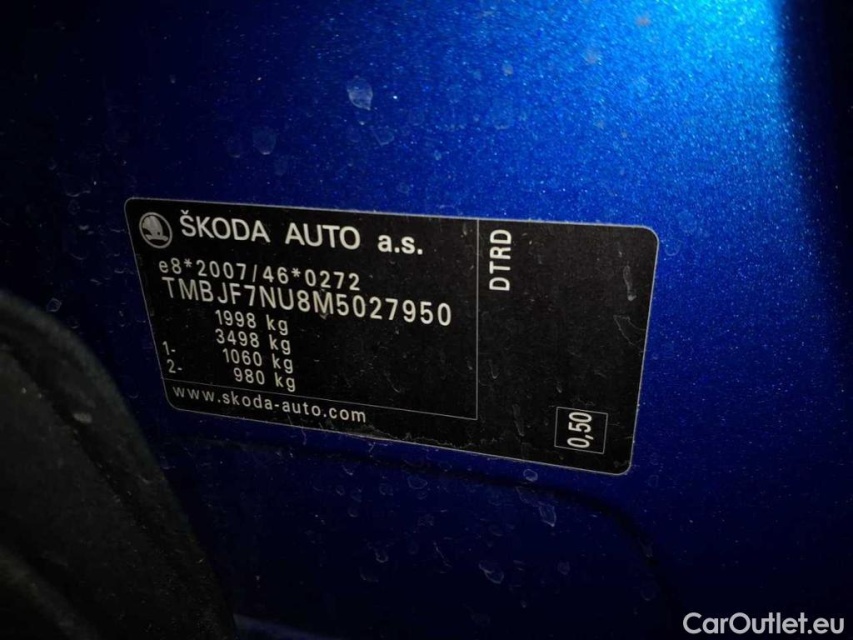 ŠKODA AUTO a.s.
e8*2007/46*0272
TMBJF7NU8M5027950
1998 kg
3498 kg
1- 1060 kg
2- 980 kg
www.skoda-auto.com
DTRD
0,50
CarOutlet.eu